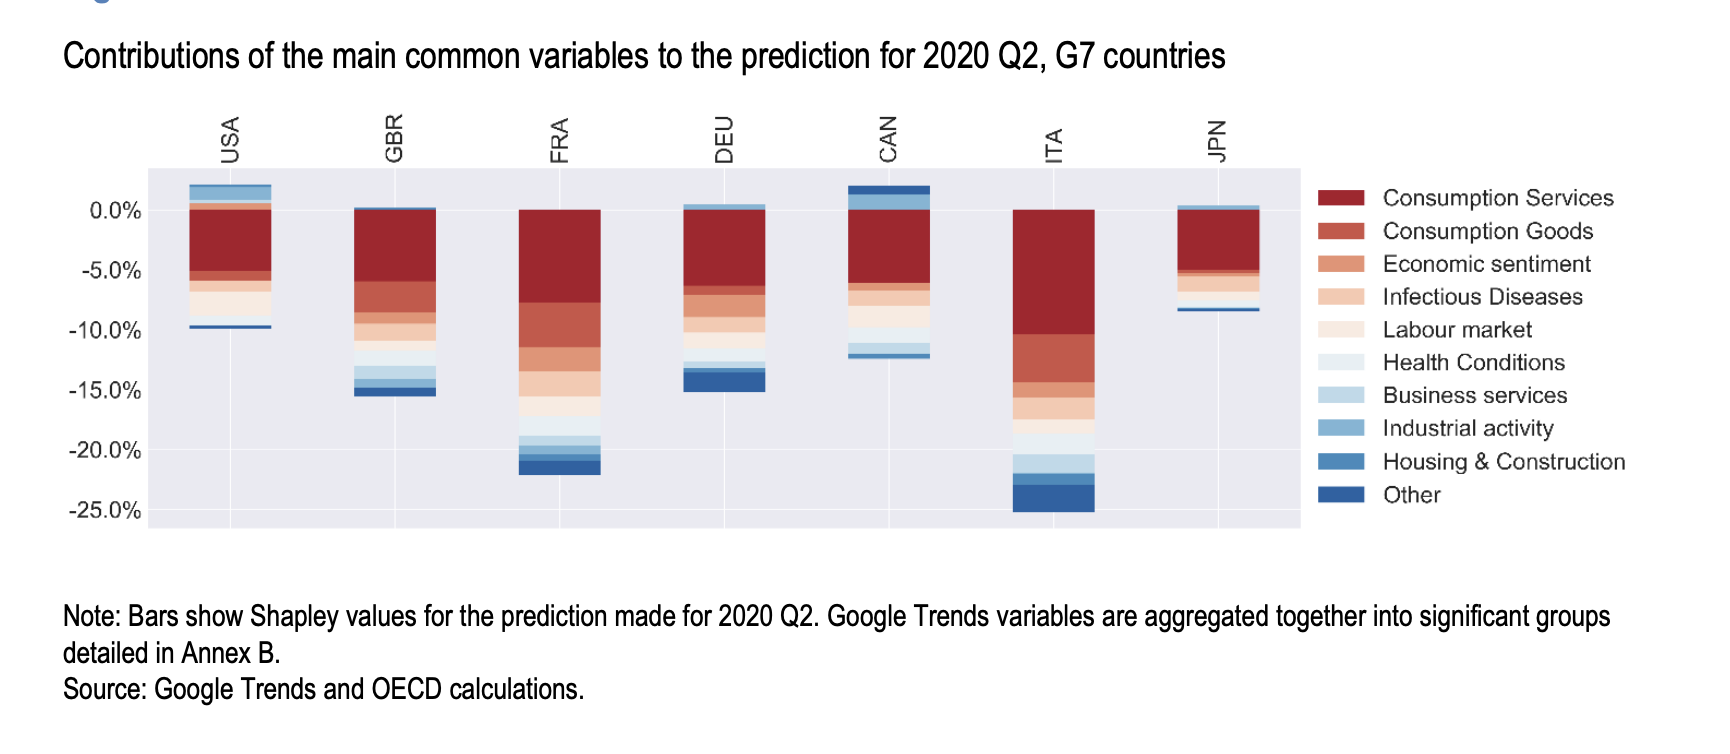 Contributions of the main common variables to the prediction for 2020 Q2, G7 countries
USA
GBR
FRA
DEU
CAN
ITA
JPN
0.0%
-5.0%
-10.0%
-15.0%
-20.0%
-25.0%
Consumption Services
Consumption Goods
Economic sentiment
Infectious Diseases
Labour market
Health Conditions
Business services
Industrial activity
Housing & Construction
Other
Note: Bars show Shapley values for the prediction made for 2020 Q2. Google Trends variables are aggregated together into significant groups
detailed in Annex B.
Source: Google Trends and OECD calculations.